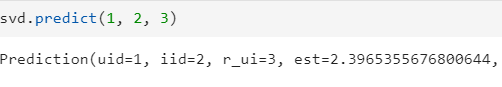 svd.predict(1, 2, 3)
Prediction(uid=1, iid=2, r_ui=3, est=2.3965355676800644,